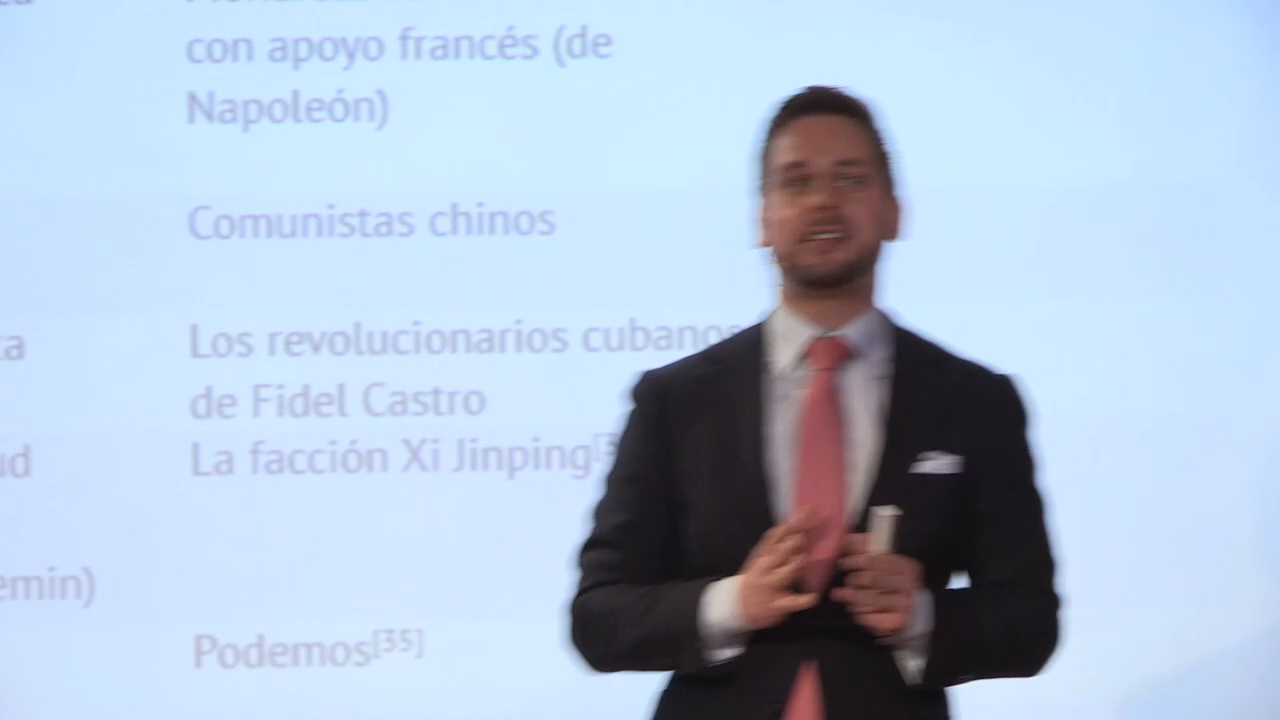 con apoyo francés (de
Napoleón)
Comunistas chinos
Los revolucionarios cubanos
de Fidel Castro
La facción Xi Jinping
emin)
Podemos[35]